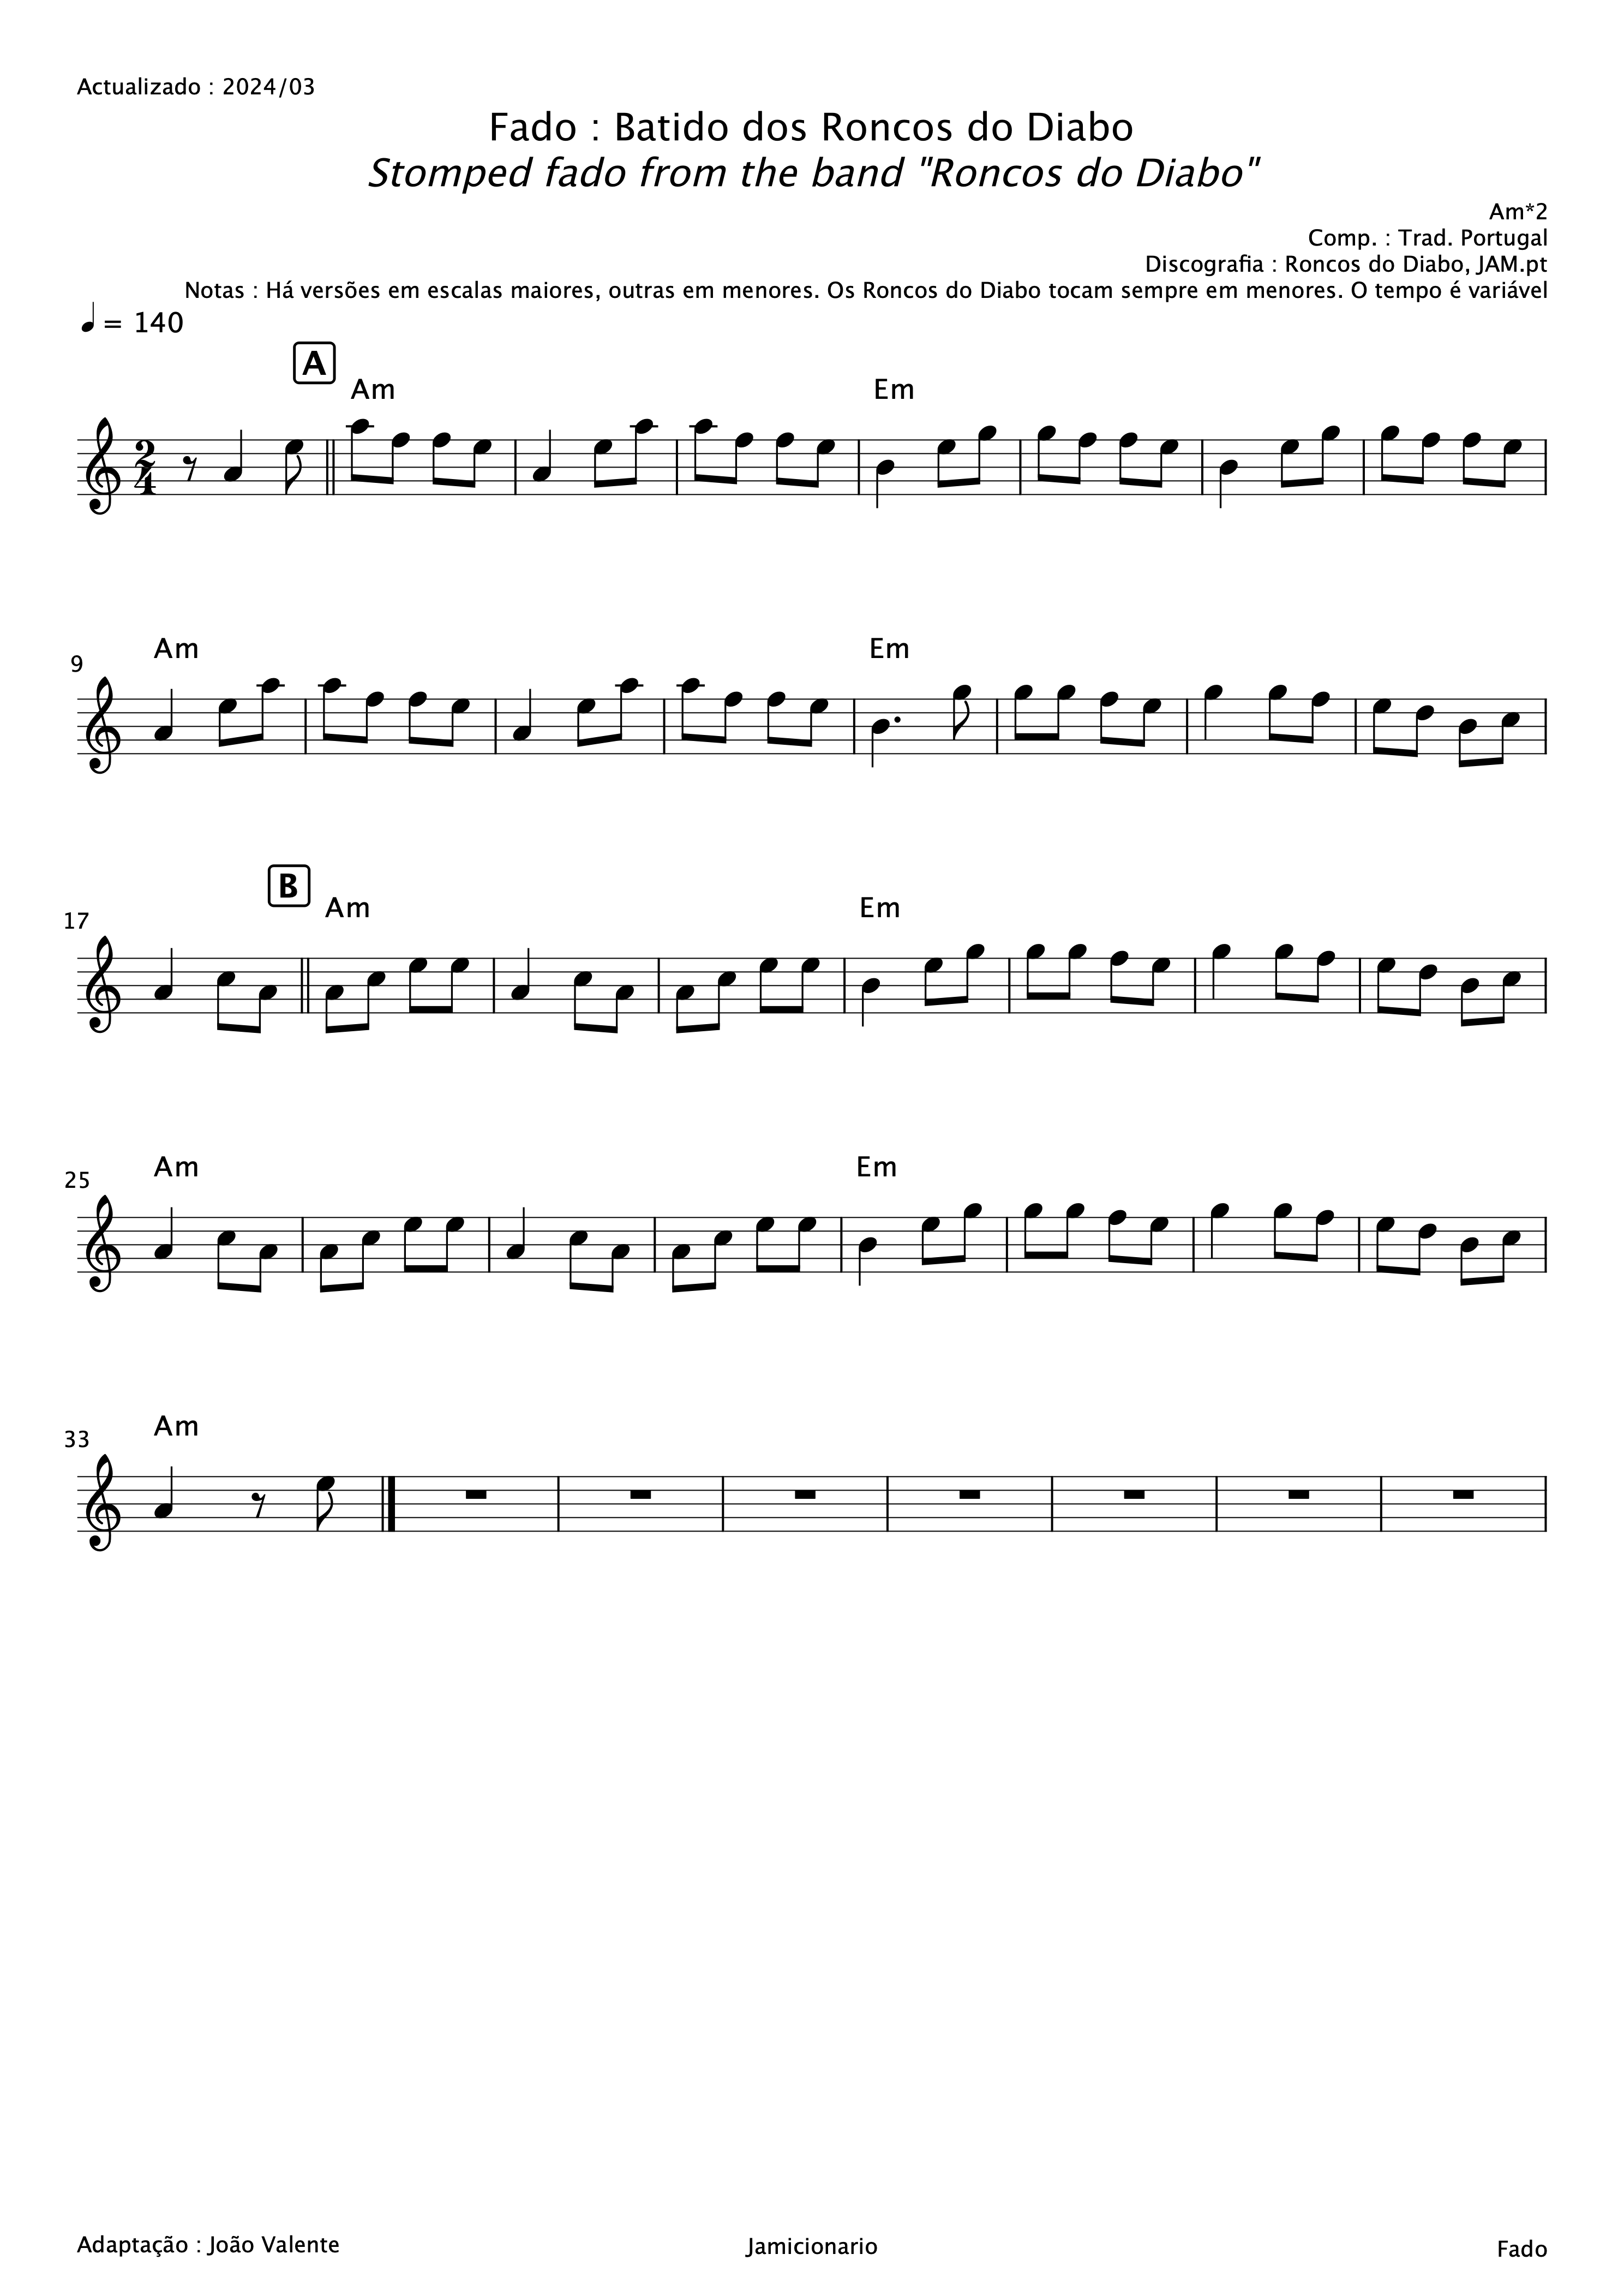 Actualizado : 2024/03
Fado : Batido dos Roncos do Diabo
Stomped fado from the band "Roncos do Diabo"
Am*2
Comp. : Trad. Portugal
Discografia : Roncos do Diabo, JAM.pt
Notas : Há versões em escalas maiores, outras em menores. Os Roncos do Diabo tocam sempre em menores. O tempo é variável
= 140
A
Am Em
2
4
9 Am Em
B
17 Am Em
25 Am Em
33 Am
Adaptação : João Valente Jamicionario Fado